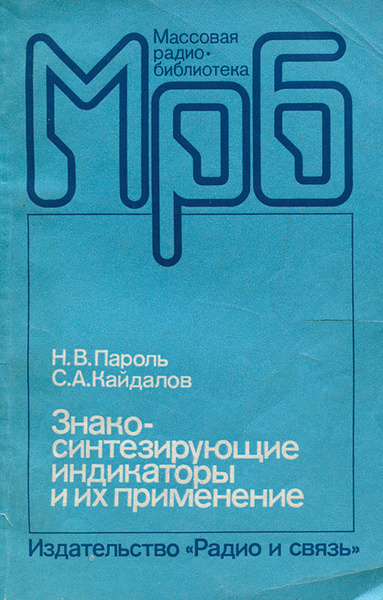 Массовая
радио-
библиотека
Мрб
Н.В.Пароль
С.А.Кайдалов
Знако-
синтезирующие
индикаторы
и их применение
Издательство «Радио и связь»